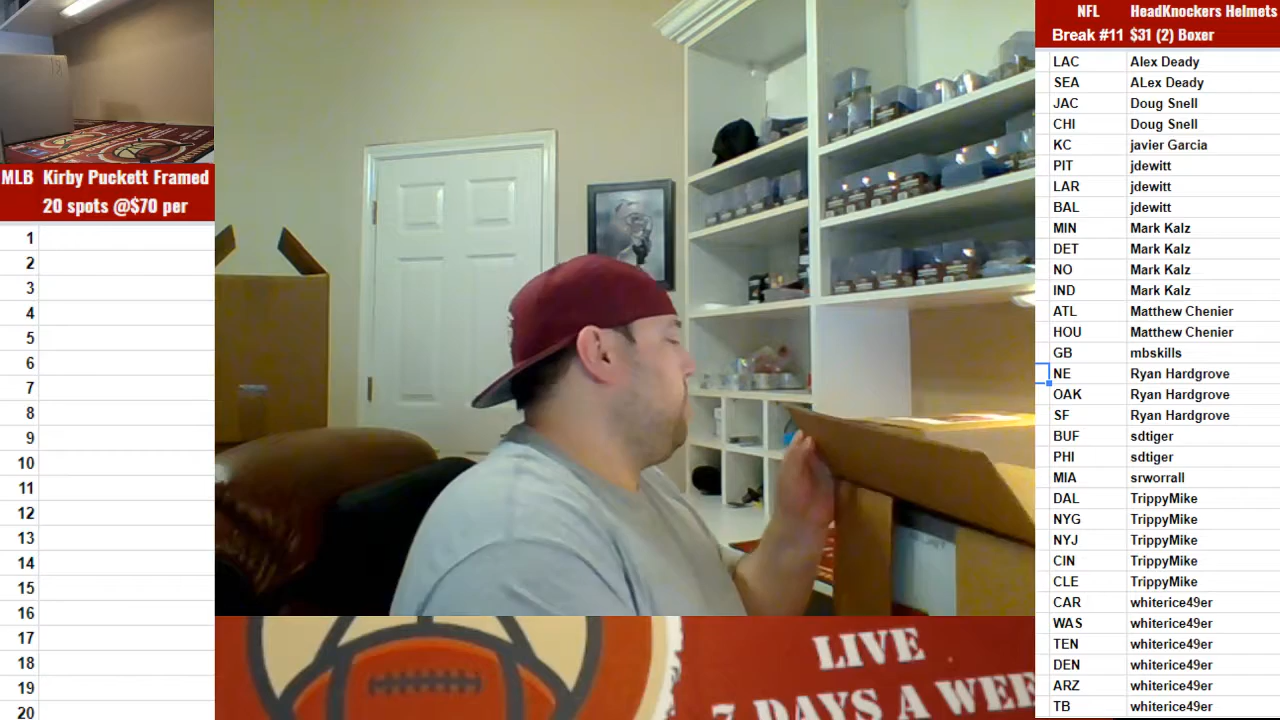 MLB Kirby Puckett Framed
20 spots @$70 per
1
2
3
4
5
6
7
8
9
10
11
12
13
14
15
16
17
18
19
20
LIVE
7 DAYS A WEE
NFL HeadKnockers Helmets
Break #11 $31 (2) Boxer
LAC Alex Deady
SEA ALex Deady
JAC Doug Snell
CHI Doug Snell
KC javier Garcia
PIT jdewitt
LAR jdewitt
BAL jdewitt
MIN Mark Kalz
DET Mark Kalz
NO Mark Kalz
IND Mark Kalz
ATL Matthew Chenier
HOU Matthew Chenier
GB mbskills
NE Ryan Hardgrove
OAK Ryan Hardgrove
SF Ryan Hardgrove
BUF sdtiger
PHI sdtiger
MIA srworrall
DAL TrippyMike
NYG TrippyMike
NYJ TrippyMike
CIN TrippyMike
CLE TrippyMike
CAR whiterice49er
WAS whiterice49er
TEN whiterice49er
DEN whiterice49er
ARZ whiterice49er
TB whiterice49er